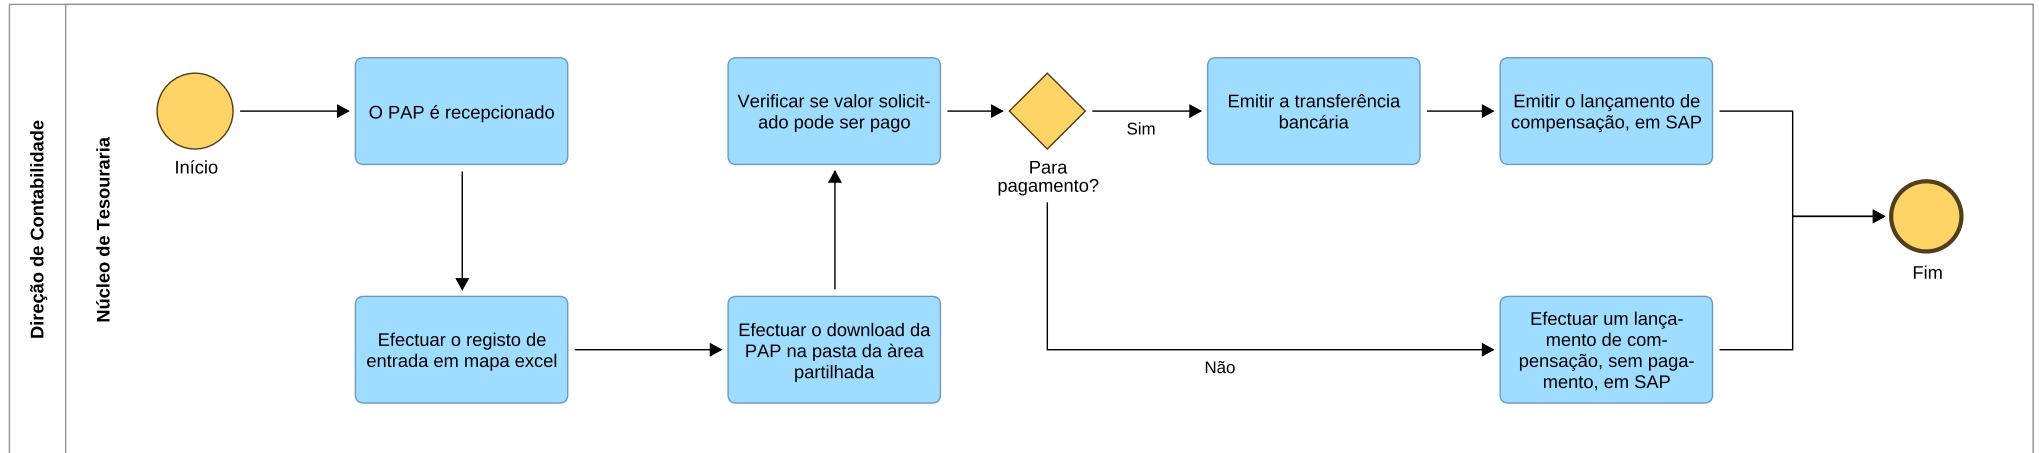 Direção de Contabilidade
Núcleo de Tesouraria
Início
O PAP é recepcionado
Efectuar o registo de
entrada em mapa excel
Efectuar o download da
PAP na pasta da àrea
partilhada
Verificar se valor solicit-
ado pode ser pago
Para
pagamento?
Sim
Emitir a transferência
bancária
Emitir o lançamento de
compensação, em SAP
Não
Efectuar um lança-
mento de com-
pensação, sem paga-
mento, em SAP
Fim